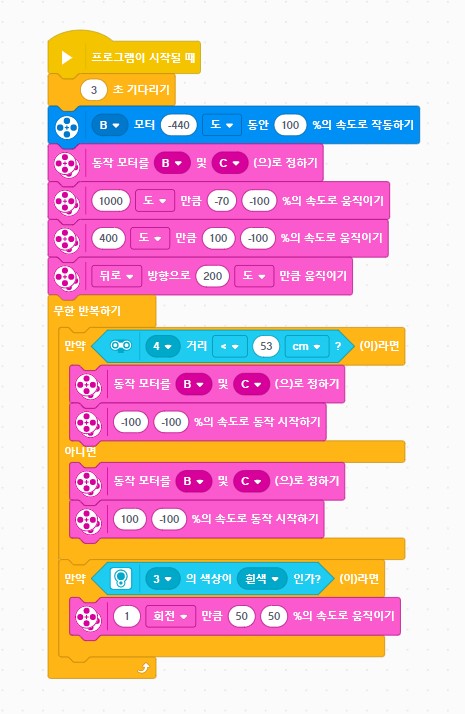 프로그램이 시작될 때
3 초 기다리기
B 모터 -440 도 동안 100 %의 속도로 작동하기
동작 모터를 B 및 C (으)로 정하기
1000 도 만큼 -70 -100 %의 속도로 움직이기
400 도 만큼 100 -100 %의 속도로 움직이기
뒤로 방향으로 200 도 만큼 움직이기
무한 반복하기
만약 4 거리 < 53 cm ? (이)라면
동작 모터를 B 및 C (으)로 정하기
-100 -100 %의 속도로 동작 시작하기
아니면
동작 모터를 B 및 C (으)로 정하기
100 -100 %의 속도로 동작 시작하기
만약 3 의 색상이 흰색 인가? (이)라면
1 회전 만큼 50 50 %의 속도로 움직이기